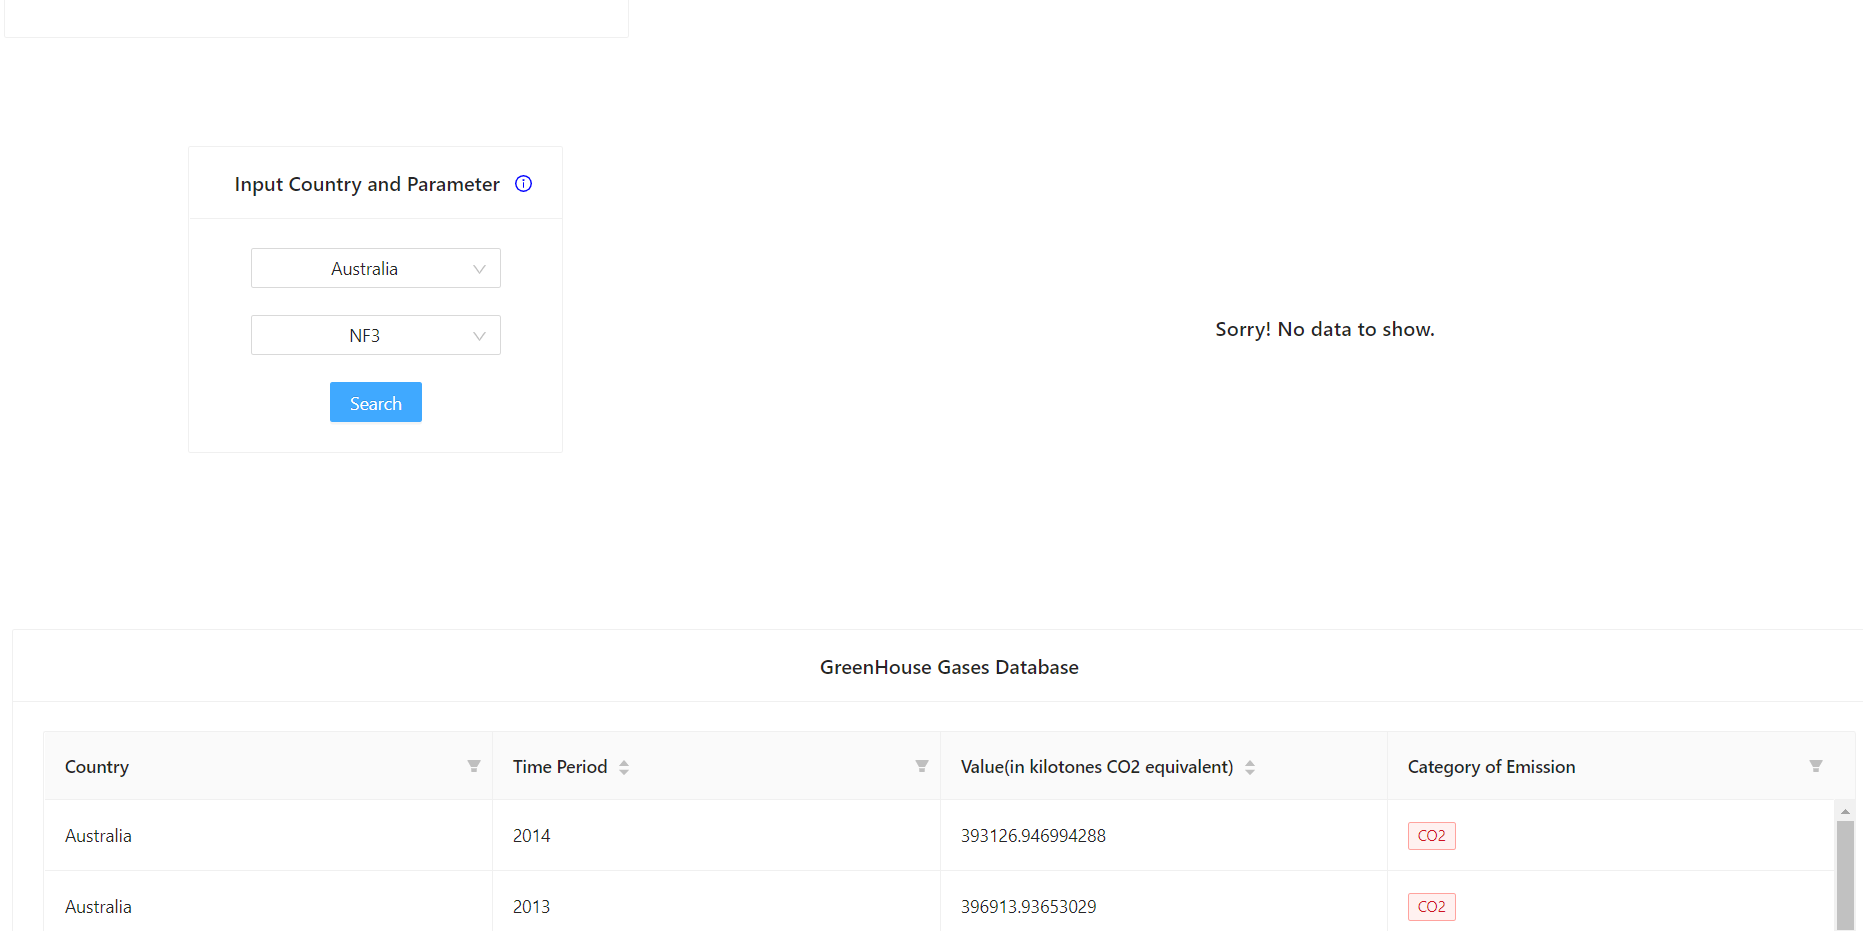 Input Country and Parameter
Australia
NF3
Search
Sorry! No data to show.
GreenHouse Gases Database
Country Time Period Value(in kilotones CO2 equivalent) Category of Emission
Australia 2014 393126.946994288 CO2
Australia 2013 396913.93653029 CO2